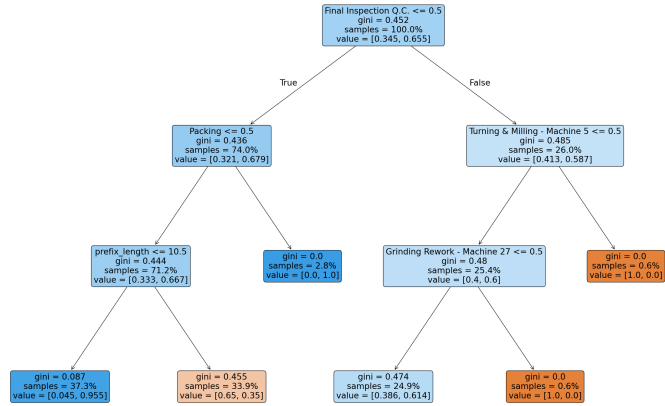 Final Inspection Q.C. <= 0.5
gini = 0.452
samples = 100.0%
value = [0.345, 0.655]
True
False
Packing <= 0.5
gini = 0.436
samples = 74.0%
value = [0.321, 0.679]
Turning & Milling - Machine 5 <= 0.5
gini = 0.485
samples = 26.0%
value = [0.413, 0.587]
prefix_length <= 10.5
gini = 0.444
samples = 71.2%
value = [0.333, 0.667]
gini = 0.0
samples = 2.8%
value = [0.0, 1.0]
Grinding Rework - Machine 27 <= 0.5
gini = 0.48
samples = 25.4%
value = [0.4, 0.6]
gini = 0.0
samples = 0.6%
value = [1.0, 0.0]
gini = 0.087
samples = 37.3%
value = [0.045, 0.955]
gini = 0.455
samples = 33.9%
value = [0.65, 0.35]
gini = 0.474
samples = 24.9%
value = [0.386, 0.614]
gini = 0.0
samples = 0.6%
value = [1.0, 0.0]